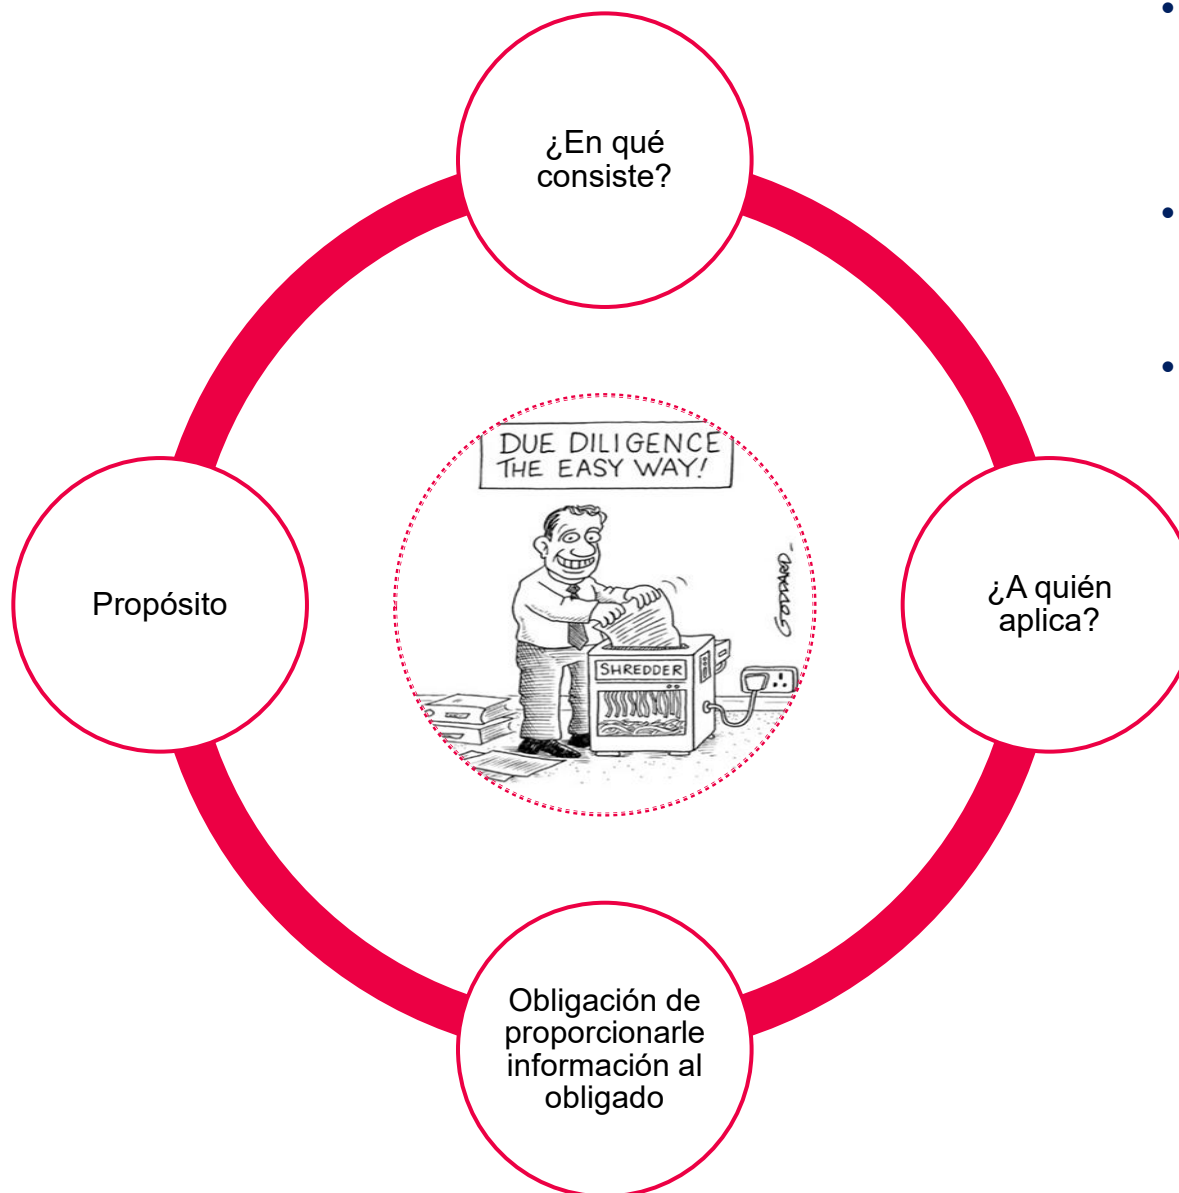 ¿En qué
consiste?
DUE DILIGENCE
THE EASY WAY!
GODDARD
SHREDDER
Propósito
¿A quién
aplica?
Obligación de
proporcionarle
información al
obligado